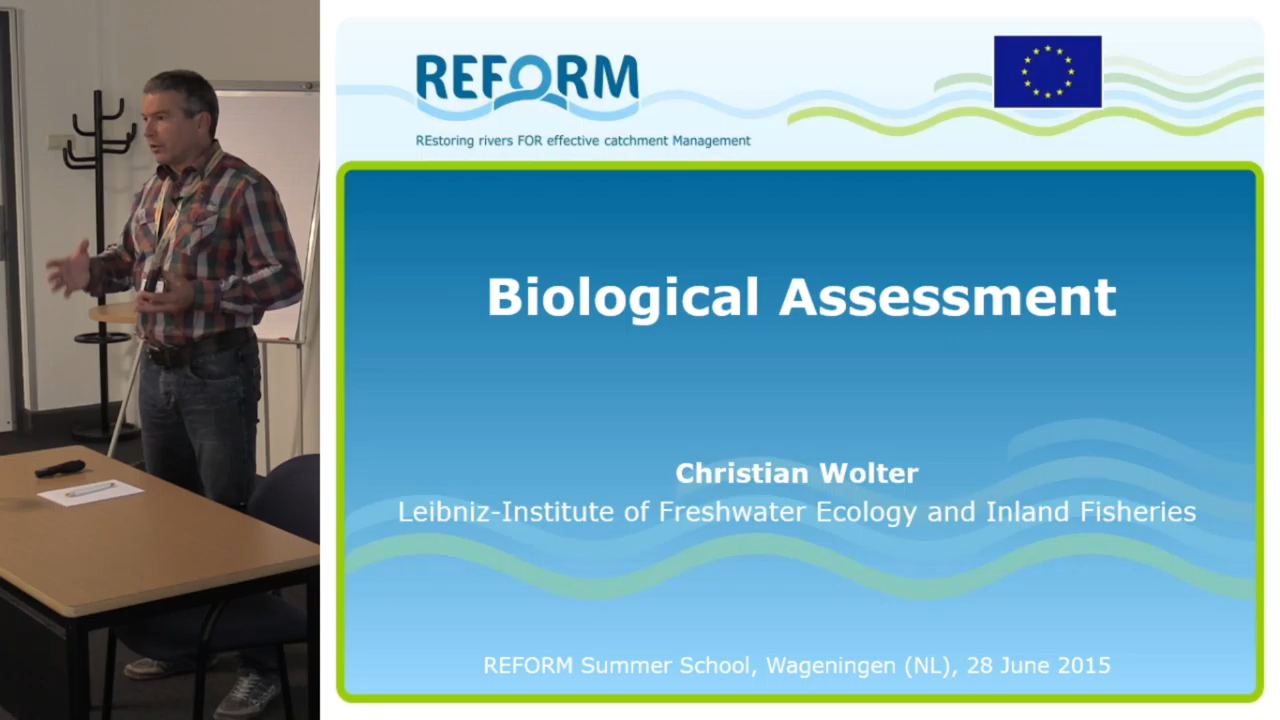 REFORM
REstoring rivers FOR effective catchment Management
Biological Assessment
Christian Wolter
Leibniz-Institute of Freshwater Ecology and Inland Fisheries
REFORM Summer School, Wageningen (NL), 28 June 2015